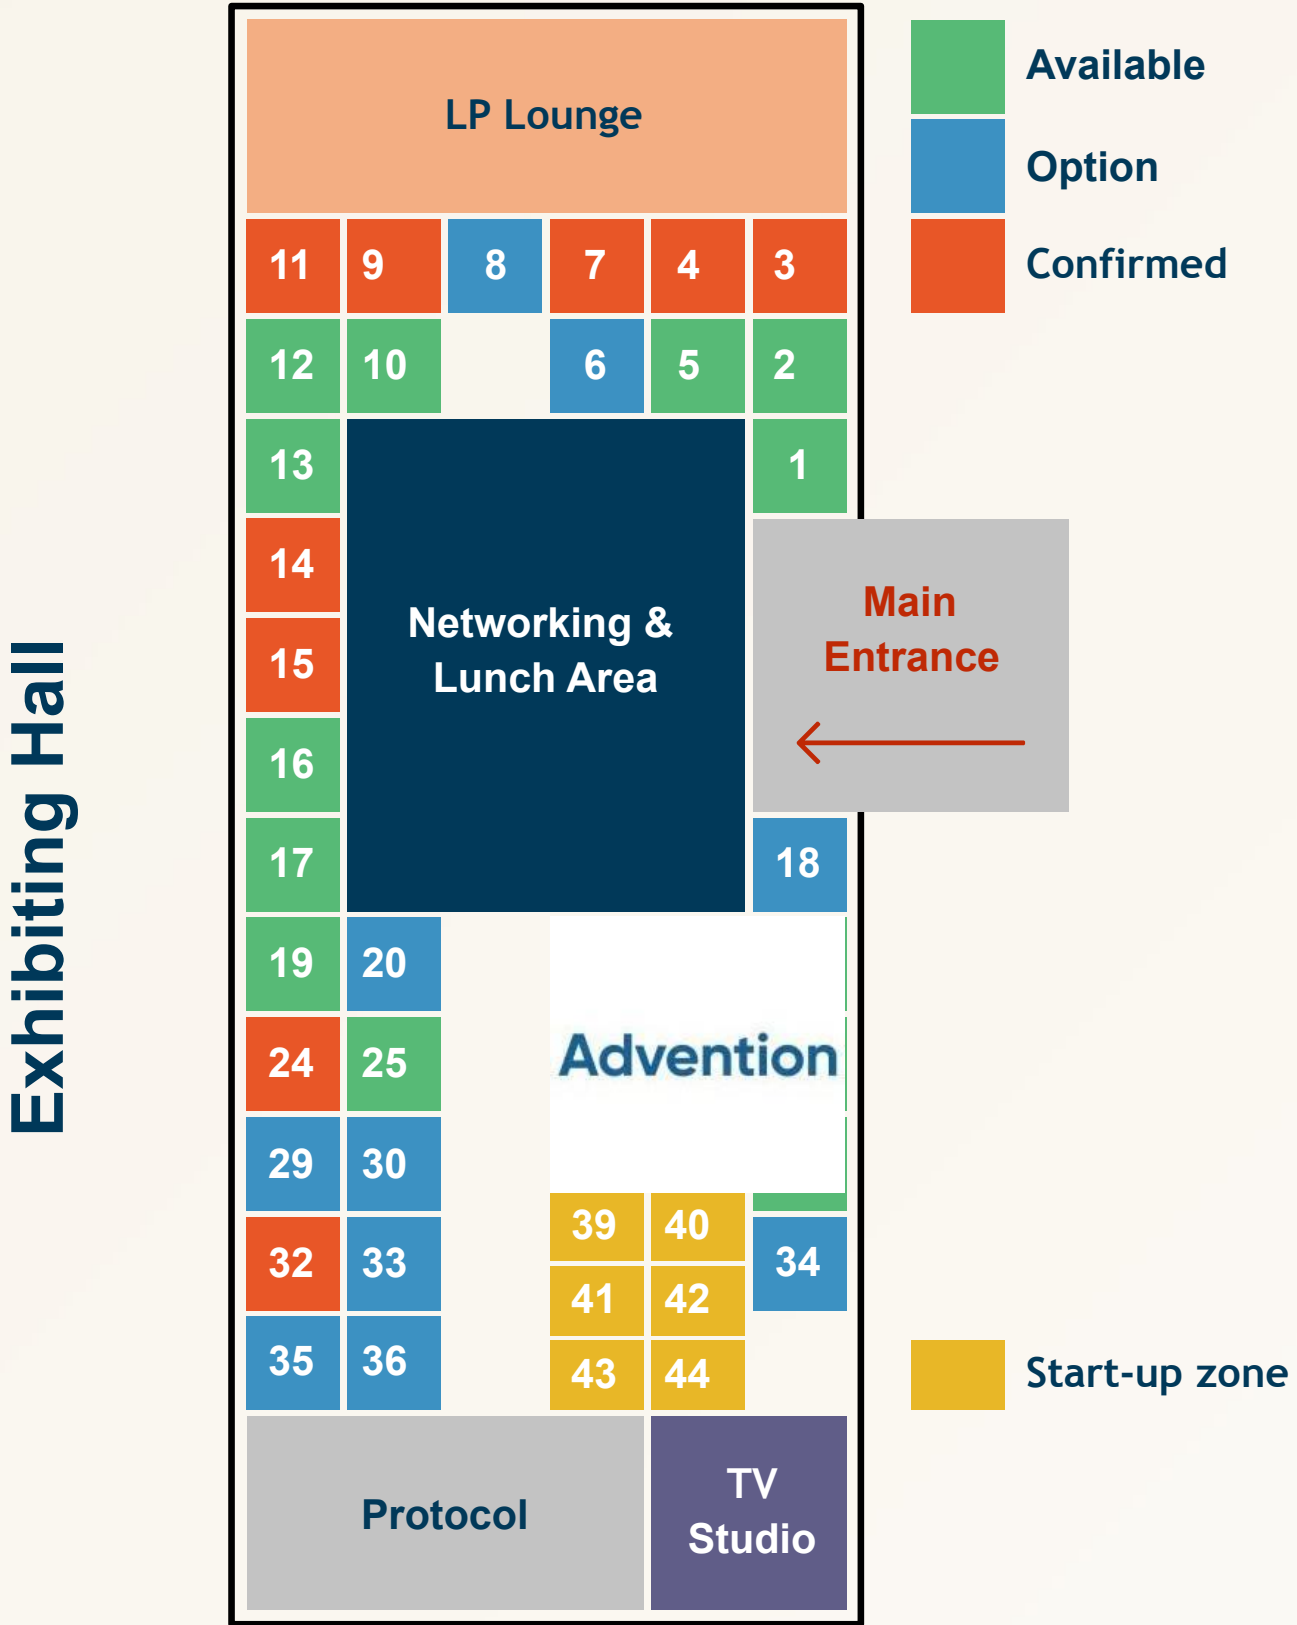 Exhibiting Hall
LP Lounge
Available
Option
Confirmed
11 9 8 7 4 3
12 10 6 5 2
13 1
14
15
16
17
18
Networking &
Lunch Area
Main
Entrance
19 20
24 25
29 30
32 33
35 36
Advention
39 40
41 42
43 44
34
Start-up zone
Protocol
TV
Studio